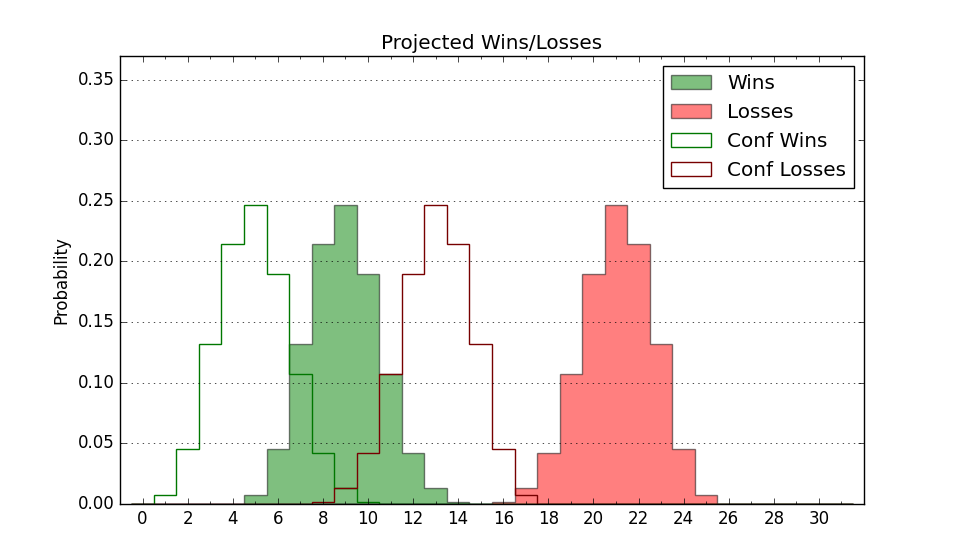 Projected Wins/Losses
Wins
Losses
Conf Wins
Conf Losses
Probability
0.35
0.30
0.25
0.20
0.15
0.10
0.05
0.00
0 2 4 6 8 10 12 14 16 18 20 22 24 26 28 30